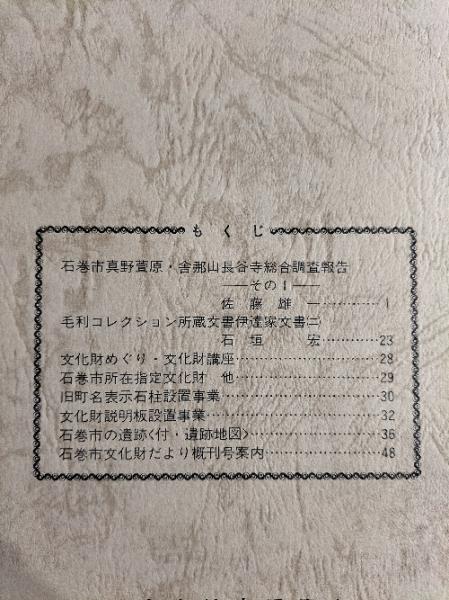 もくじ
石巻市真野萱原・舎那山長谷寺総合調査報告
――その1――
佐藤雄一…………1
毛利コレクション所蔵文書伊達家文書㈡
石垣宏…………23
文化財めぐり・文化財講座…………28
石巻市所在指定文化財 他…………29
旧町名表示石柱設置事業…………30
文化財説明板設置事業…………32
石巻市の遺跡〈付・遺跡地図〉…………36
石巻市文化財だより概刊号案内…………48